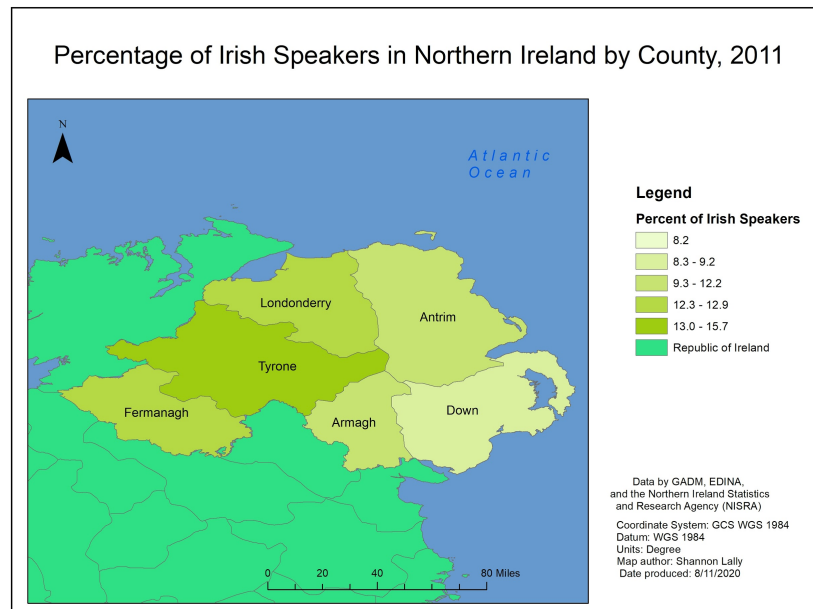 Percentage of Irish Speakers in Northern Ireland by County, 2011
N
Atlantic
Ocean
Londonderry
Antrim
Tyrone
Fermanagh
Armagh
Down
0 20 40 80 Miles
Legend
Percent of Irish Speakers
8.2
8.3 - 9.2
9.3 - 12.2
12.3 - 12.9
13.0 - 15.7
Republic of Ireland
Data by GADM, EDINA,
and the Northern Ireland Statistics
and Research Agency (NISRA)
Coordinate System: GCS WGS 1984
Datum: WGS 1984
Units: Degree
Map author: Shannon Lally
Date produced: 8/11/2020